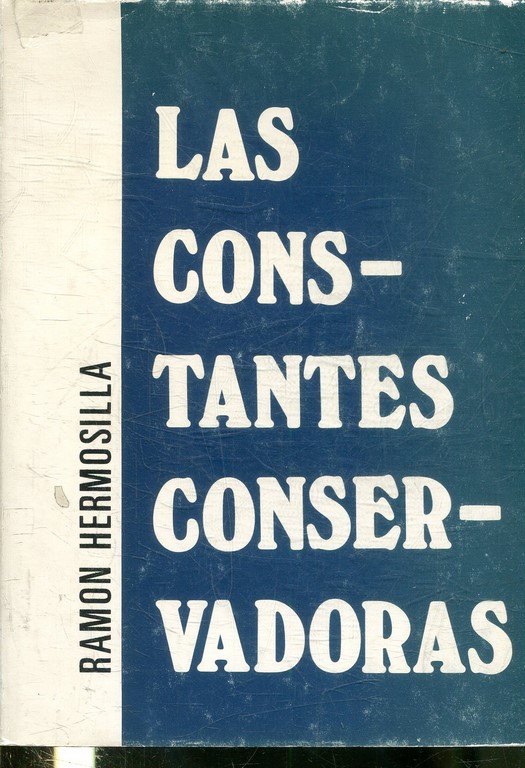 LAS
CONS-
TANTES
CONSER-
VADORAS
RAMON HERMOSILLA